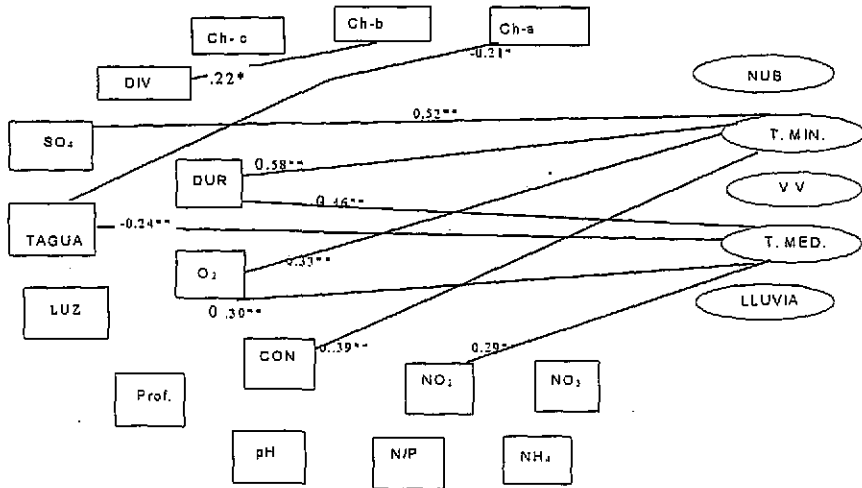 Ch-c
Ch-b
Ch-a
DIV
.22*
-0.21*
NUB
SO₄
0.52**
T. MIN.
DUR
0.58**
V V
0.46**
TAGUA
-0.24**
T. MED.
O₂
0.33**
LUZ
0.30**
LLUVIA
CON
0.39**
NO₂
0.29**
NO₃
Prof.
pH
N/P
NH₄